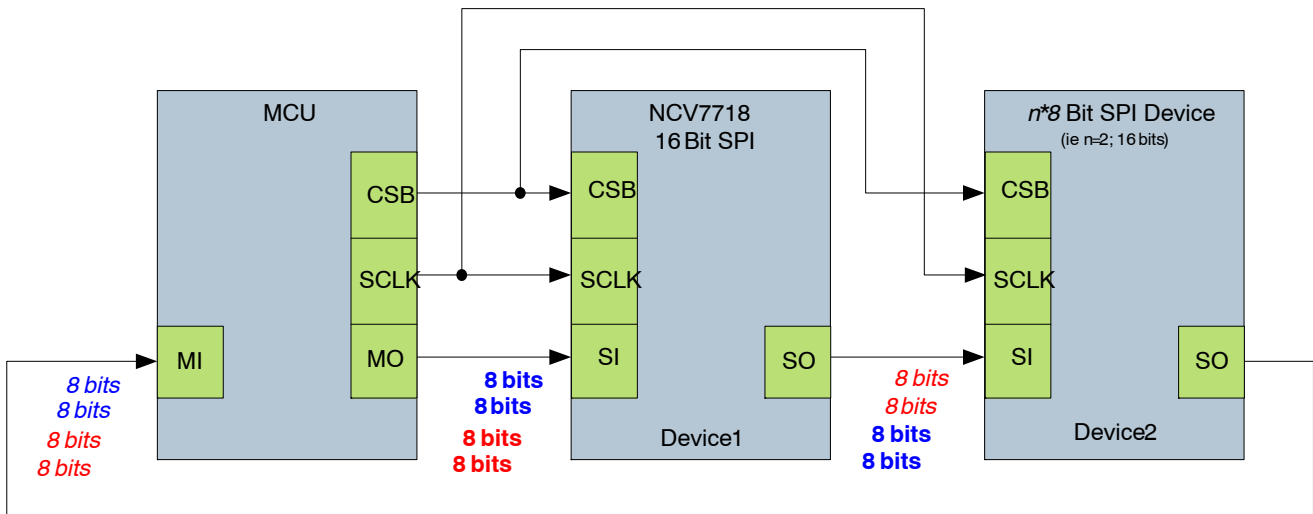 MCU
CSB
SCLK
MO
MI
8 bits
8 bits
8 bits
8 bits
8 bits
8 bits
8 bits
8 bits
NCV7718
16 Bit SPI
CSB
SCLK
SI
SO
Device1
8 bits
8 bits
8 bits
8 bits
n*8 Bit SPI Device
(ie n=2; 16 bits)
CSB
SCLK
SI
SO
Device2